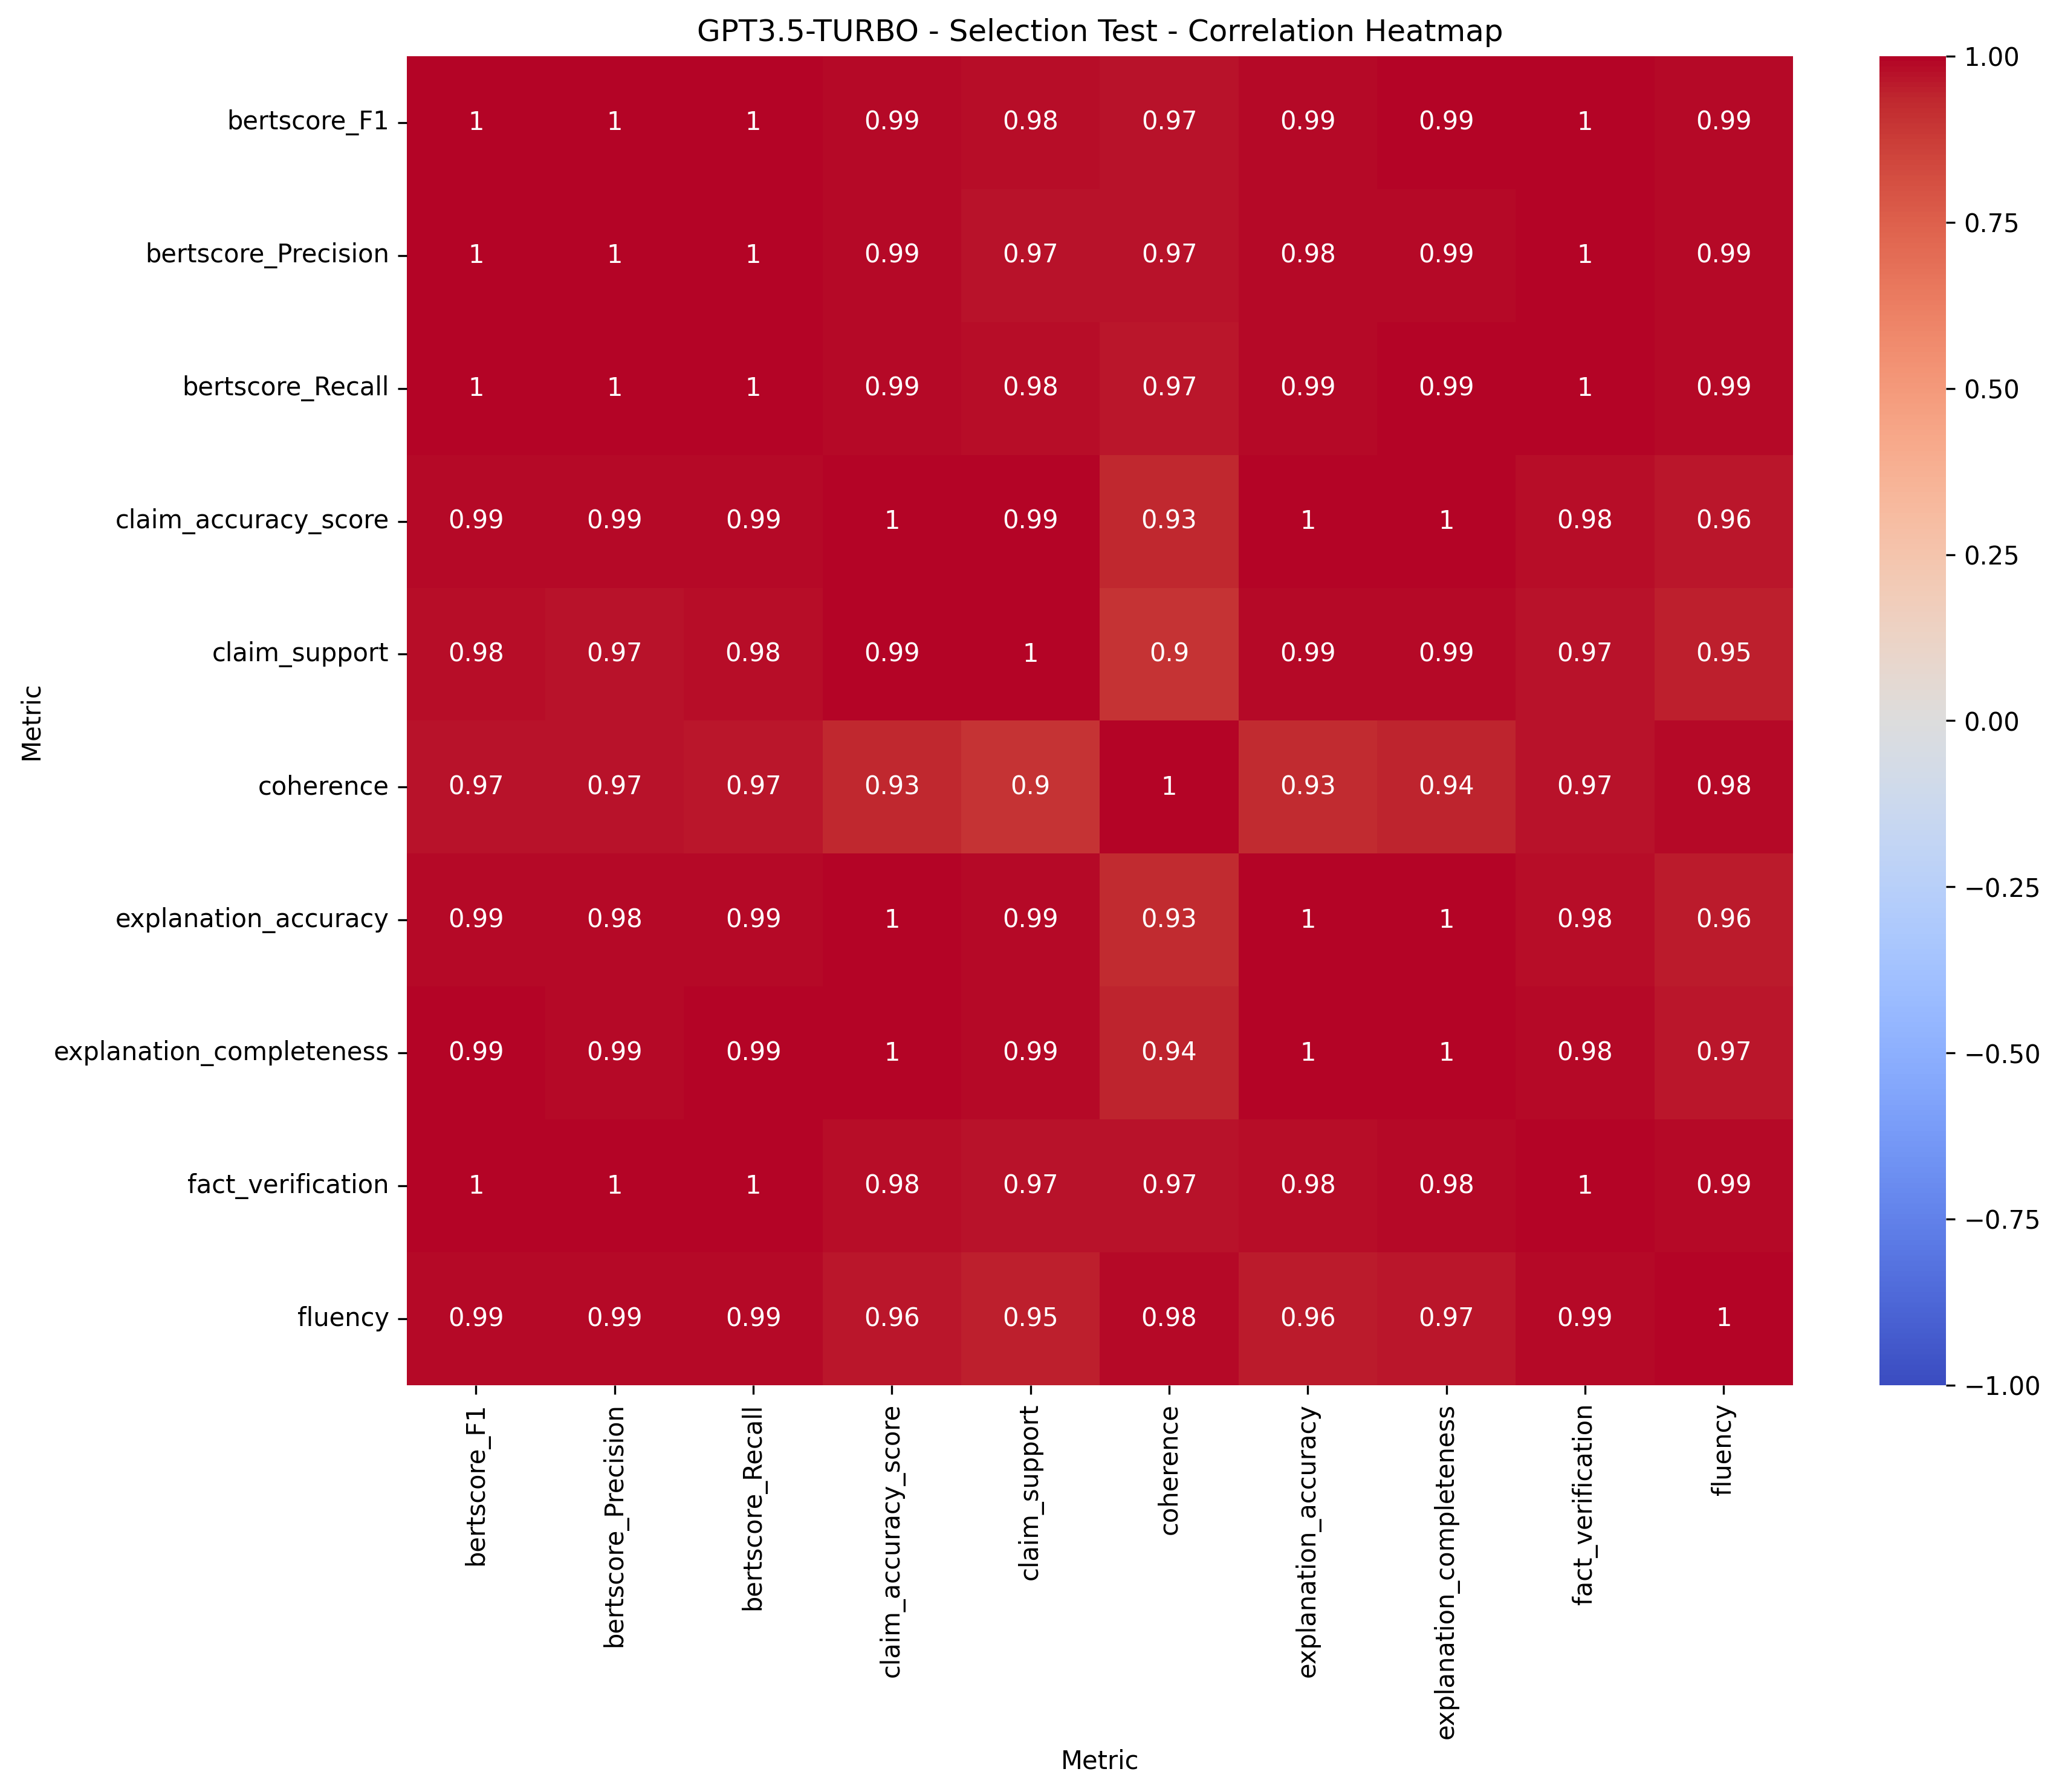 GPT3.5-TURBO - Selection Test - Correlation Heatmap
bertscore_F1 1 1 1 0.99 0.98 0.97 0.99 0.99 1 0.99
bertscore_Precision 1 1 1 0.99 0.97 0.97 0.98 0.99 1 0.99
bertscore_Recall 1 1 1 0.99 0.98 0.97 0.99 0.99 1 0.99
claim_accuracy_score 0.99 0.99 0.99 1 0.99 0.93 1 1 0.98 0.96
claim_support 0.98 0.97 0.98 0.99 1 0.9 0.99 0.99 0.97 0.95
coherence 0.97 0.97 0.97 0.93 0.9 1 0.93 0.94 0.97 0.98
explanation_accuracy 0.99 0.98 0.99 1 0.99 0.93 1 1 0.98 0.96
explanation_completeness 0.99 0.99 0.99 1 0.99 0.94 1 1 0.98 0.97
fact_verification 1 1 1 0.98 0.97 0.97 0.98 0.98 1 0.99
fluency 0.99 0.99 0.99 0.96 0.95 0.98 0.96 0.97 0.99 1
Metric
bertscore_F1
bertscore_Precision
bertscore_Recall
claim_accuracy_score
claim_support
coherence
explanation_accuracy
explanation_completeness
fact_verification
fluency
Metric
1.00
0.75
0.50
0.25
0.00
−0.25
−0.50
−0.75
−1.00